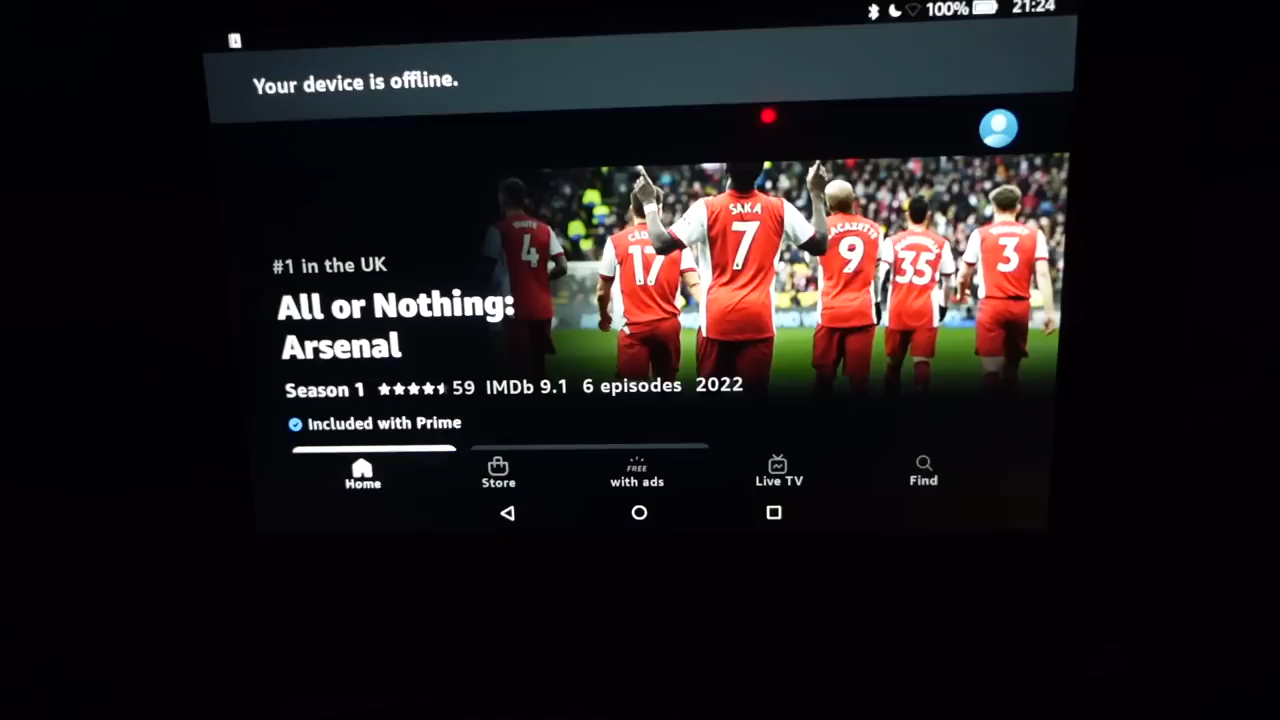 100% 21:24
Your device is offline.
SAKA
7
4
17
9
35
3
#1 in the UK
All or Nothing:
Arsenal
Season 1 59 IMDb 9.1 6 episodes 2022
Included with Prime
Home
Store
FREE
with ads
Live TV
Find